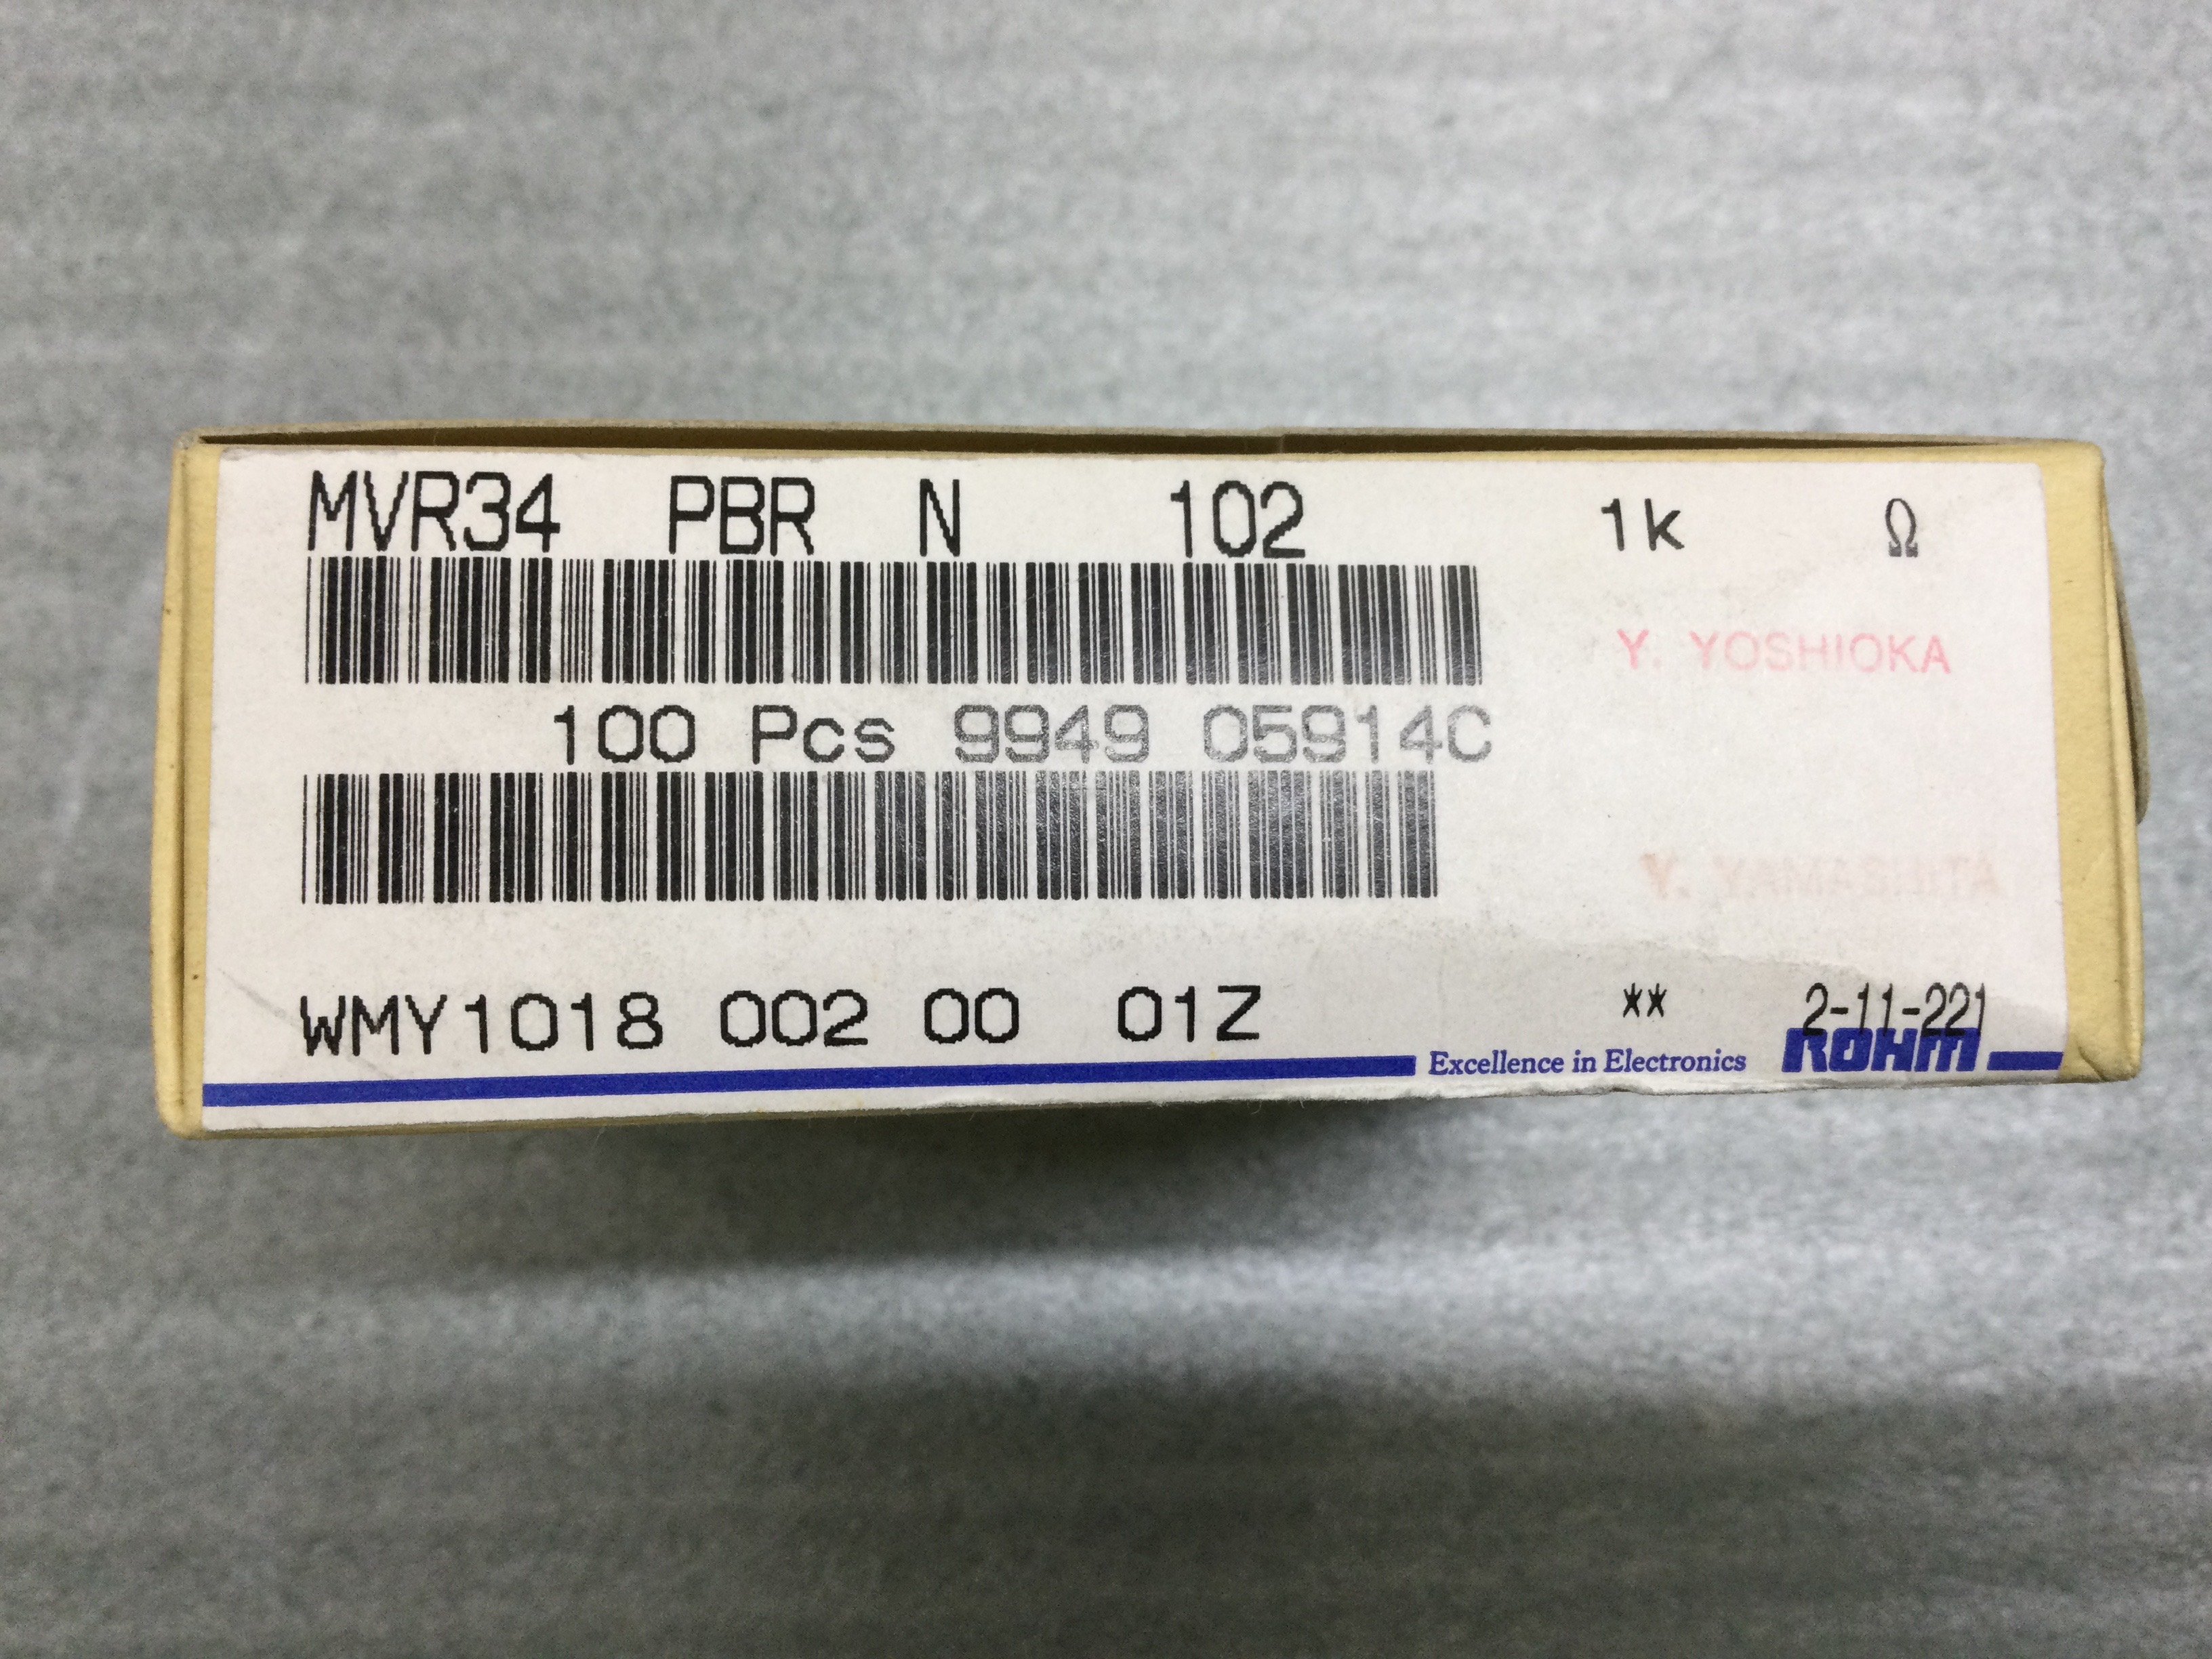 MVR34 PBR N 102 1k Ω
Y. YOSHIOKA
100 Pcs 9949 05914C
Y. YAMASHITA
WMY1018 002 00 01Z ** 2-11-221
Excellence in Electronics ROHM